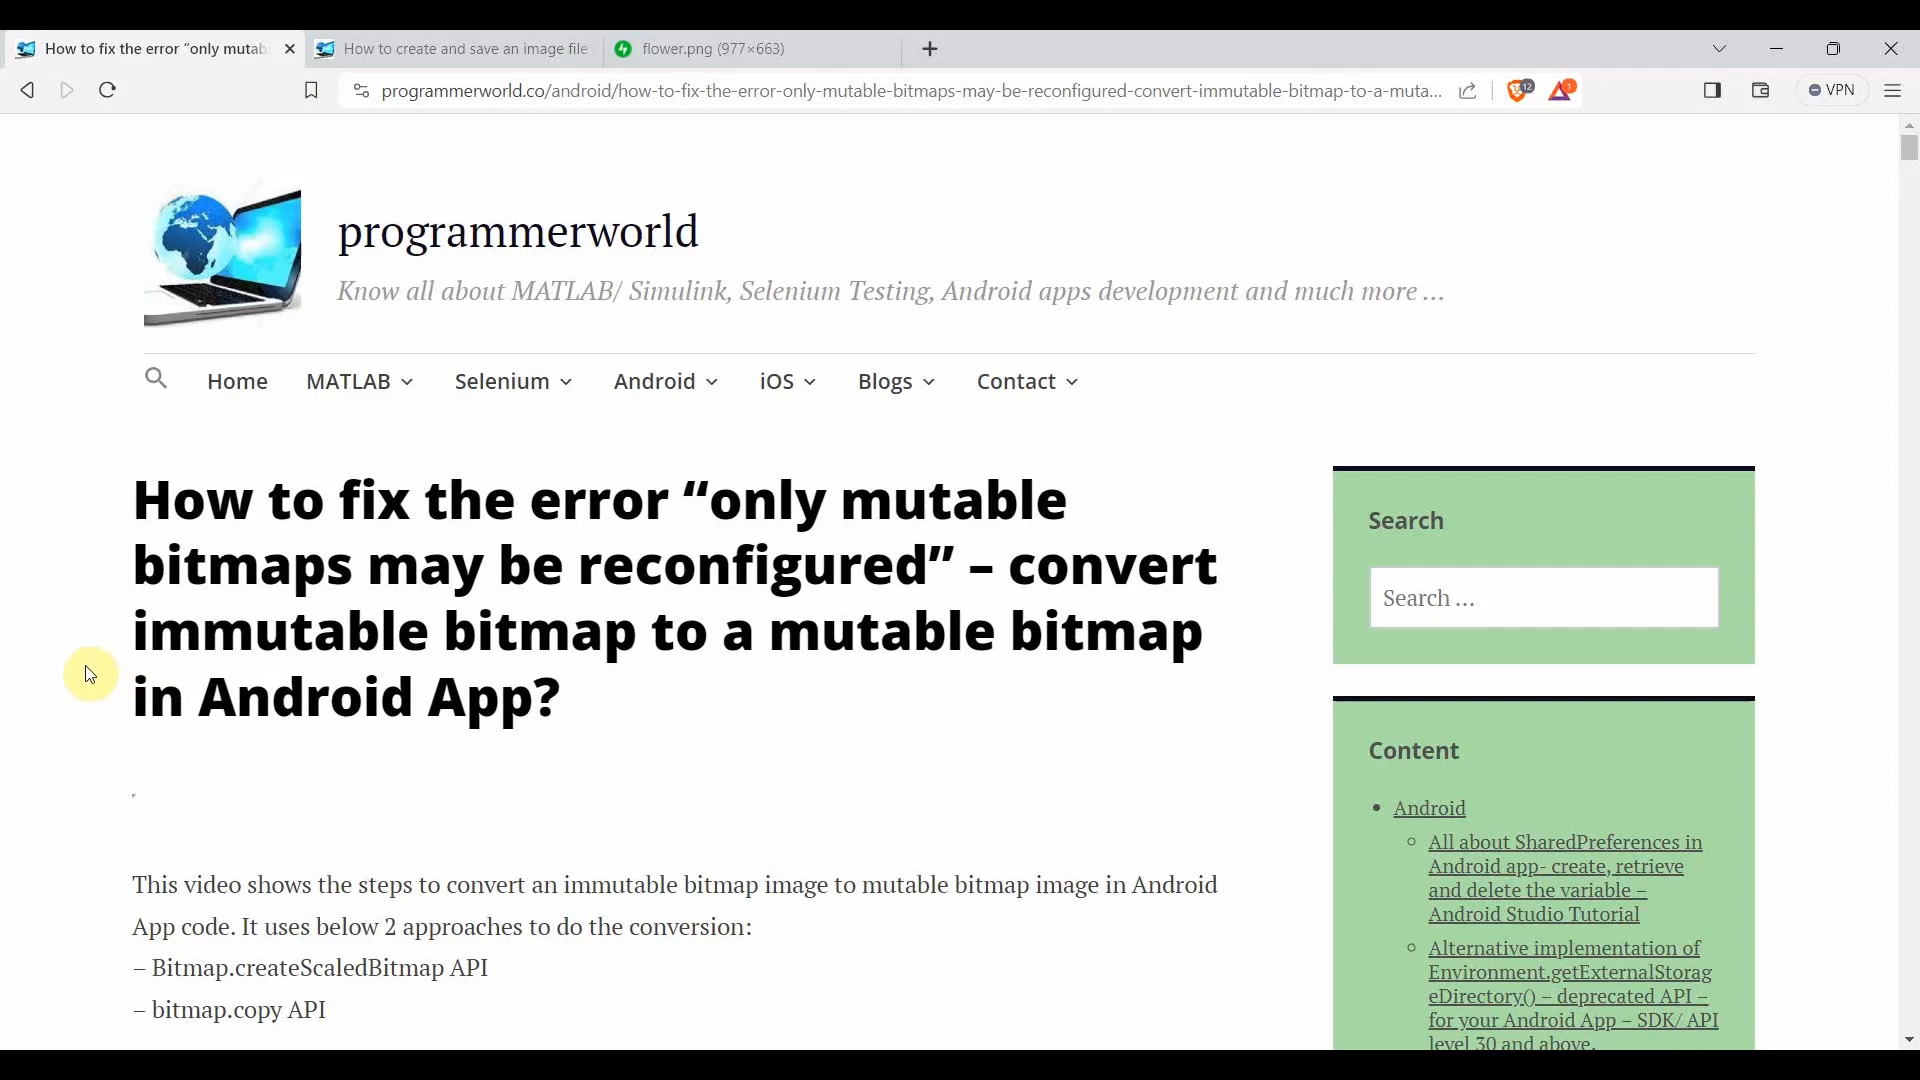 How to fix the error “only mutab
How to create and save an image file
flower.png (977×663)
programmerworld.co/android/how-to-fix-the-error-only-mutable-bitmaps-may-be-reconfigured-convert-immutable-bitmap-to-a-muta...
12
1
VPN
programmerworld
Know all about MATLAB/ Simulink, Selenium Testing, Android apps development and much more …
Home
MATLAB
Selenium
Android
iOS
Blogs
Contact
How to fix the error “only mutable
bitmaps may be reconfigured” – convert
immutable bitmap to a mutable bitmap
in Android App?
This video shows the steps to convert an immutable bitmap image to mutable bitmap image in Android
App code. It uses below 2 approaches to do the conversion:
– Bitmap.createScaledBitmap API
– bitmap.copy API
Search
Search …
Content
Android
All about SharedPreferences in
Android app- create, retrieve
and delete the variable –
Android Studio Tutorial
Alternative implementation of
Environment.getExternalStorag
eDirectory() – deprecated API –
for your Android App – SDK/ API
level 30 and above.